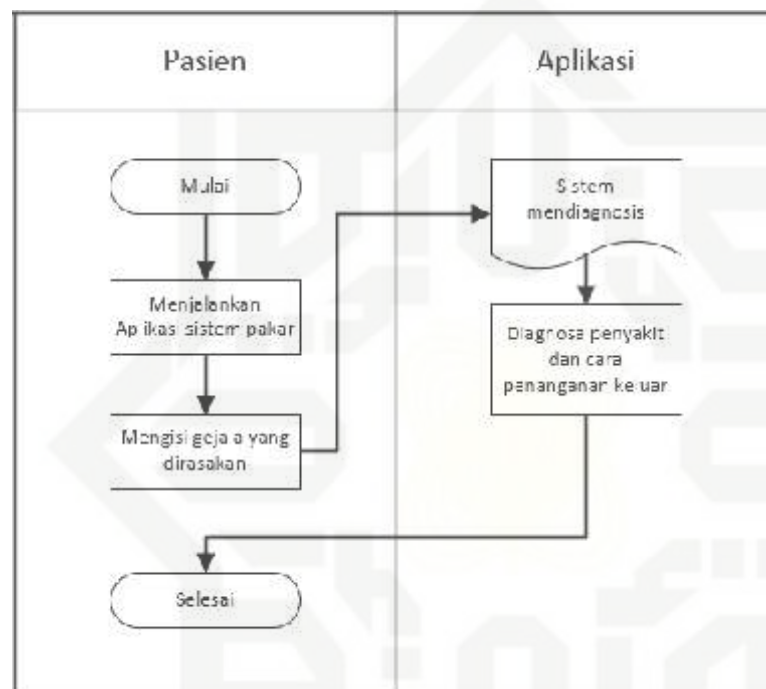 Pasien
Aplikasi
Mulai
Menjalankan
Aplikasi sistem pakar
Mengisi gejala yang
dirasakan
Sistem
mendiagnosis
Diagnosa penyakit
dan cara
penanganan keluar
Selesai